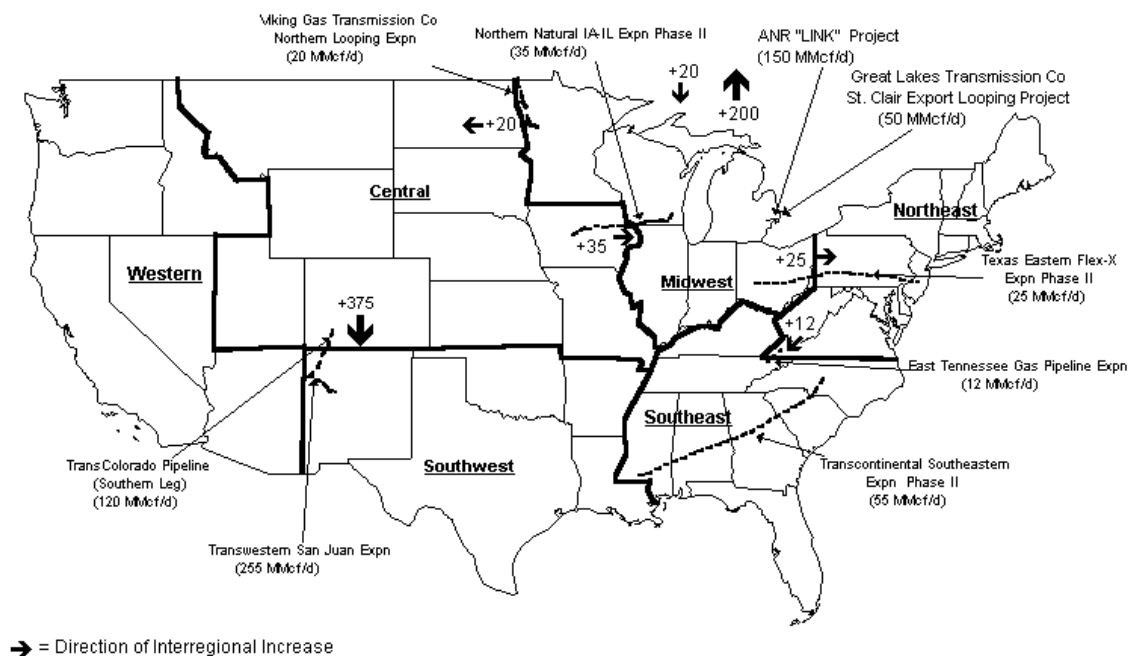 Viking Gas Transmission Co
Northern Looping Expn
(20 MMcf/d)
Northern Natural IA-IL Expn Phase II
(35 MMcf/d)
ANR "LINK" Project
(150 MMcf/d)
Great Lakes Transmission Co
St. Clair Export Looping Project
(50 MMcf/d)
+20
+200
+20
Central
Northeast
+35
+25
Western
Midwest
Texas Eastern Flex-X
Expn Phase II
(25 MMcf/d)
+375
+12
East Tennessee Gas Pipeline Expn
(12 MMcf/d)
Southeast
TransColorado Pipeline
(Southern Leg)
(120 MMcf/d)
Southwest
Transcontinental Southeastern
Expn Phase II
(55 MMcf/d)
Transwestern San Juan Expn
(255 MMcf/d)
➔ = Direction of Interregional Increase